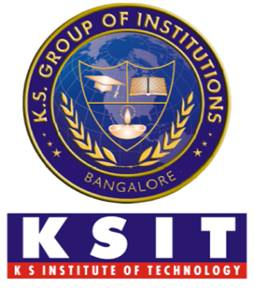 K.S. GROUP OF INSTITUTIONS
BANGALORE
KSIT
K S INSTITUTE OF TECHNOLOGY